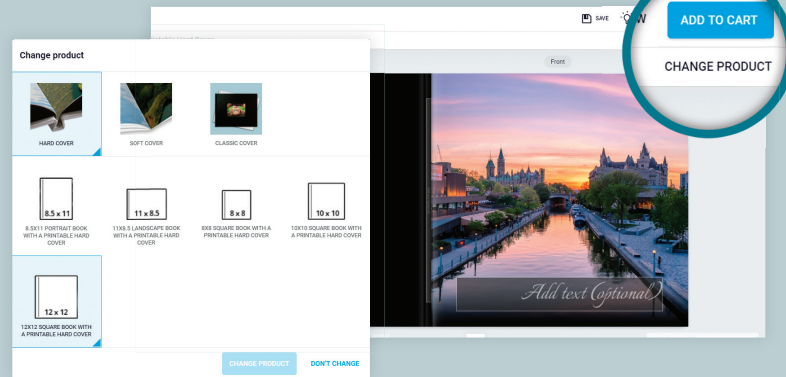 SAVE
ADD TO CART
CHANGE PRODUCT
Front
Change product
HARD COVER
SOFT COVER
CLASSIC COVER
8.5 x 11
11 x 8.5
8 x 8
10 x 10
8.5X11 PORTRAIT BOOK
WITH A PRINTABLE HARD
COVER
11X8.5 LANDSCAPE BOOK
WITH A PRINTABLE HARD
COVER
8X8 SQUARE BOOK WITH A
PRINTABLE HARD COVER
10X10 SQUARE BOOK WITH
A PRINTABLE HARD COVER
12 x 12
12X12 SQUARE BOOK WITH
A PRINTABLE HARD COVER
Add text (optional)
CHANGE PRODUCT
DON'T CHANGE